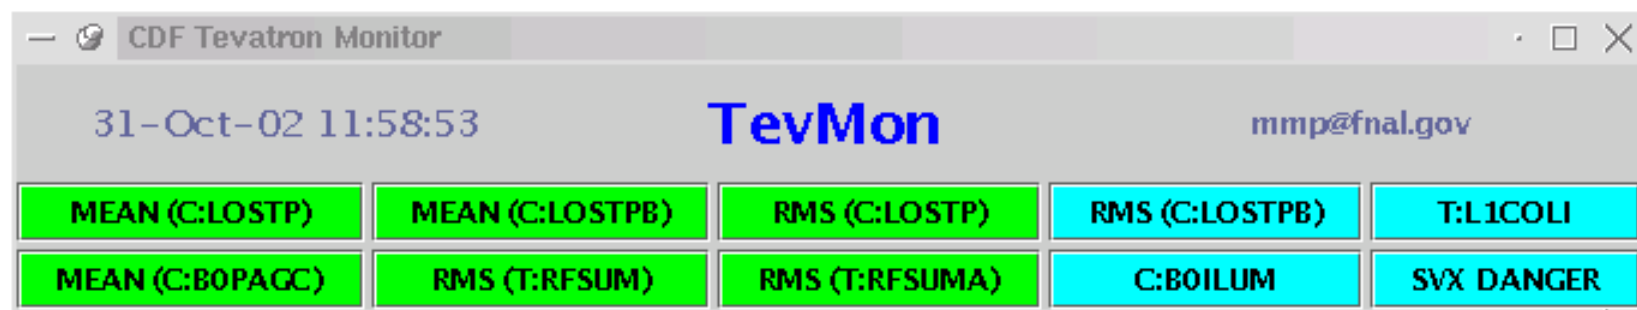 CDF Tevatron Monitor
31-Oct-02 11:58:53 TevMon mmp@fnal.gov
MEAN (C:LOSTP) MEAN (C:LOSTPB) RMS (C:LOSTP) RMS (C:LOSTPB) T:L1COLI
MEAN (C:B0PAGC) RMS (T:RFSUM) RMS (T:RFSUMA) C:B0ILUM SVX DANGER